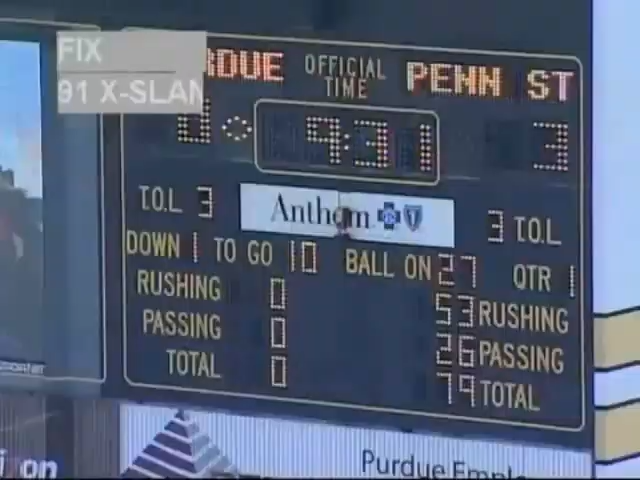 FIX
91 X-SLAN
RDUE OFFICIAL TIME PENN ST
0 9:31 3
T.O.L 3 Anthem 3 T.O.L
DOWN 1 TO GO 10 BALL ON 27 QTR 1
RUSHING 0 53 RUSHING
PASSING 0 26 PASSING
TOTAL 0 79 TOTAL
Purdue Emplo